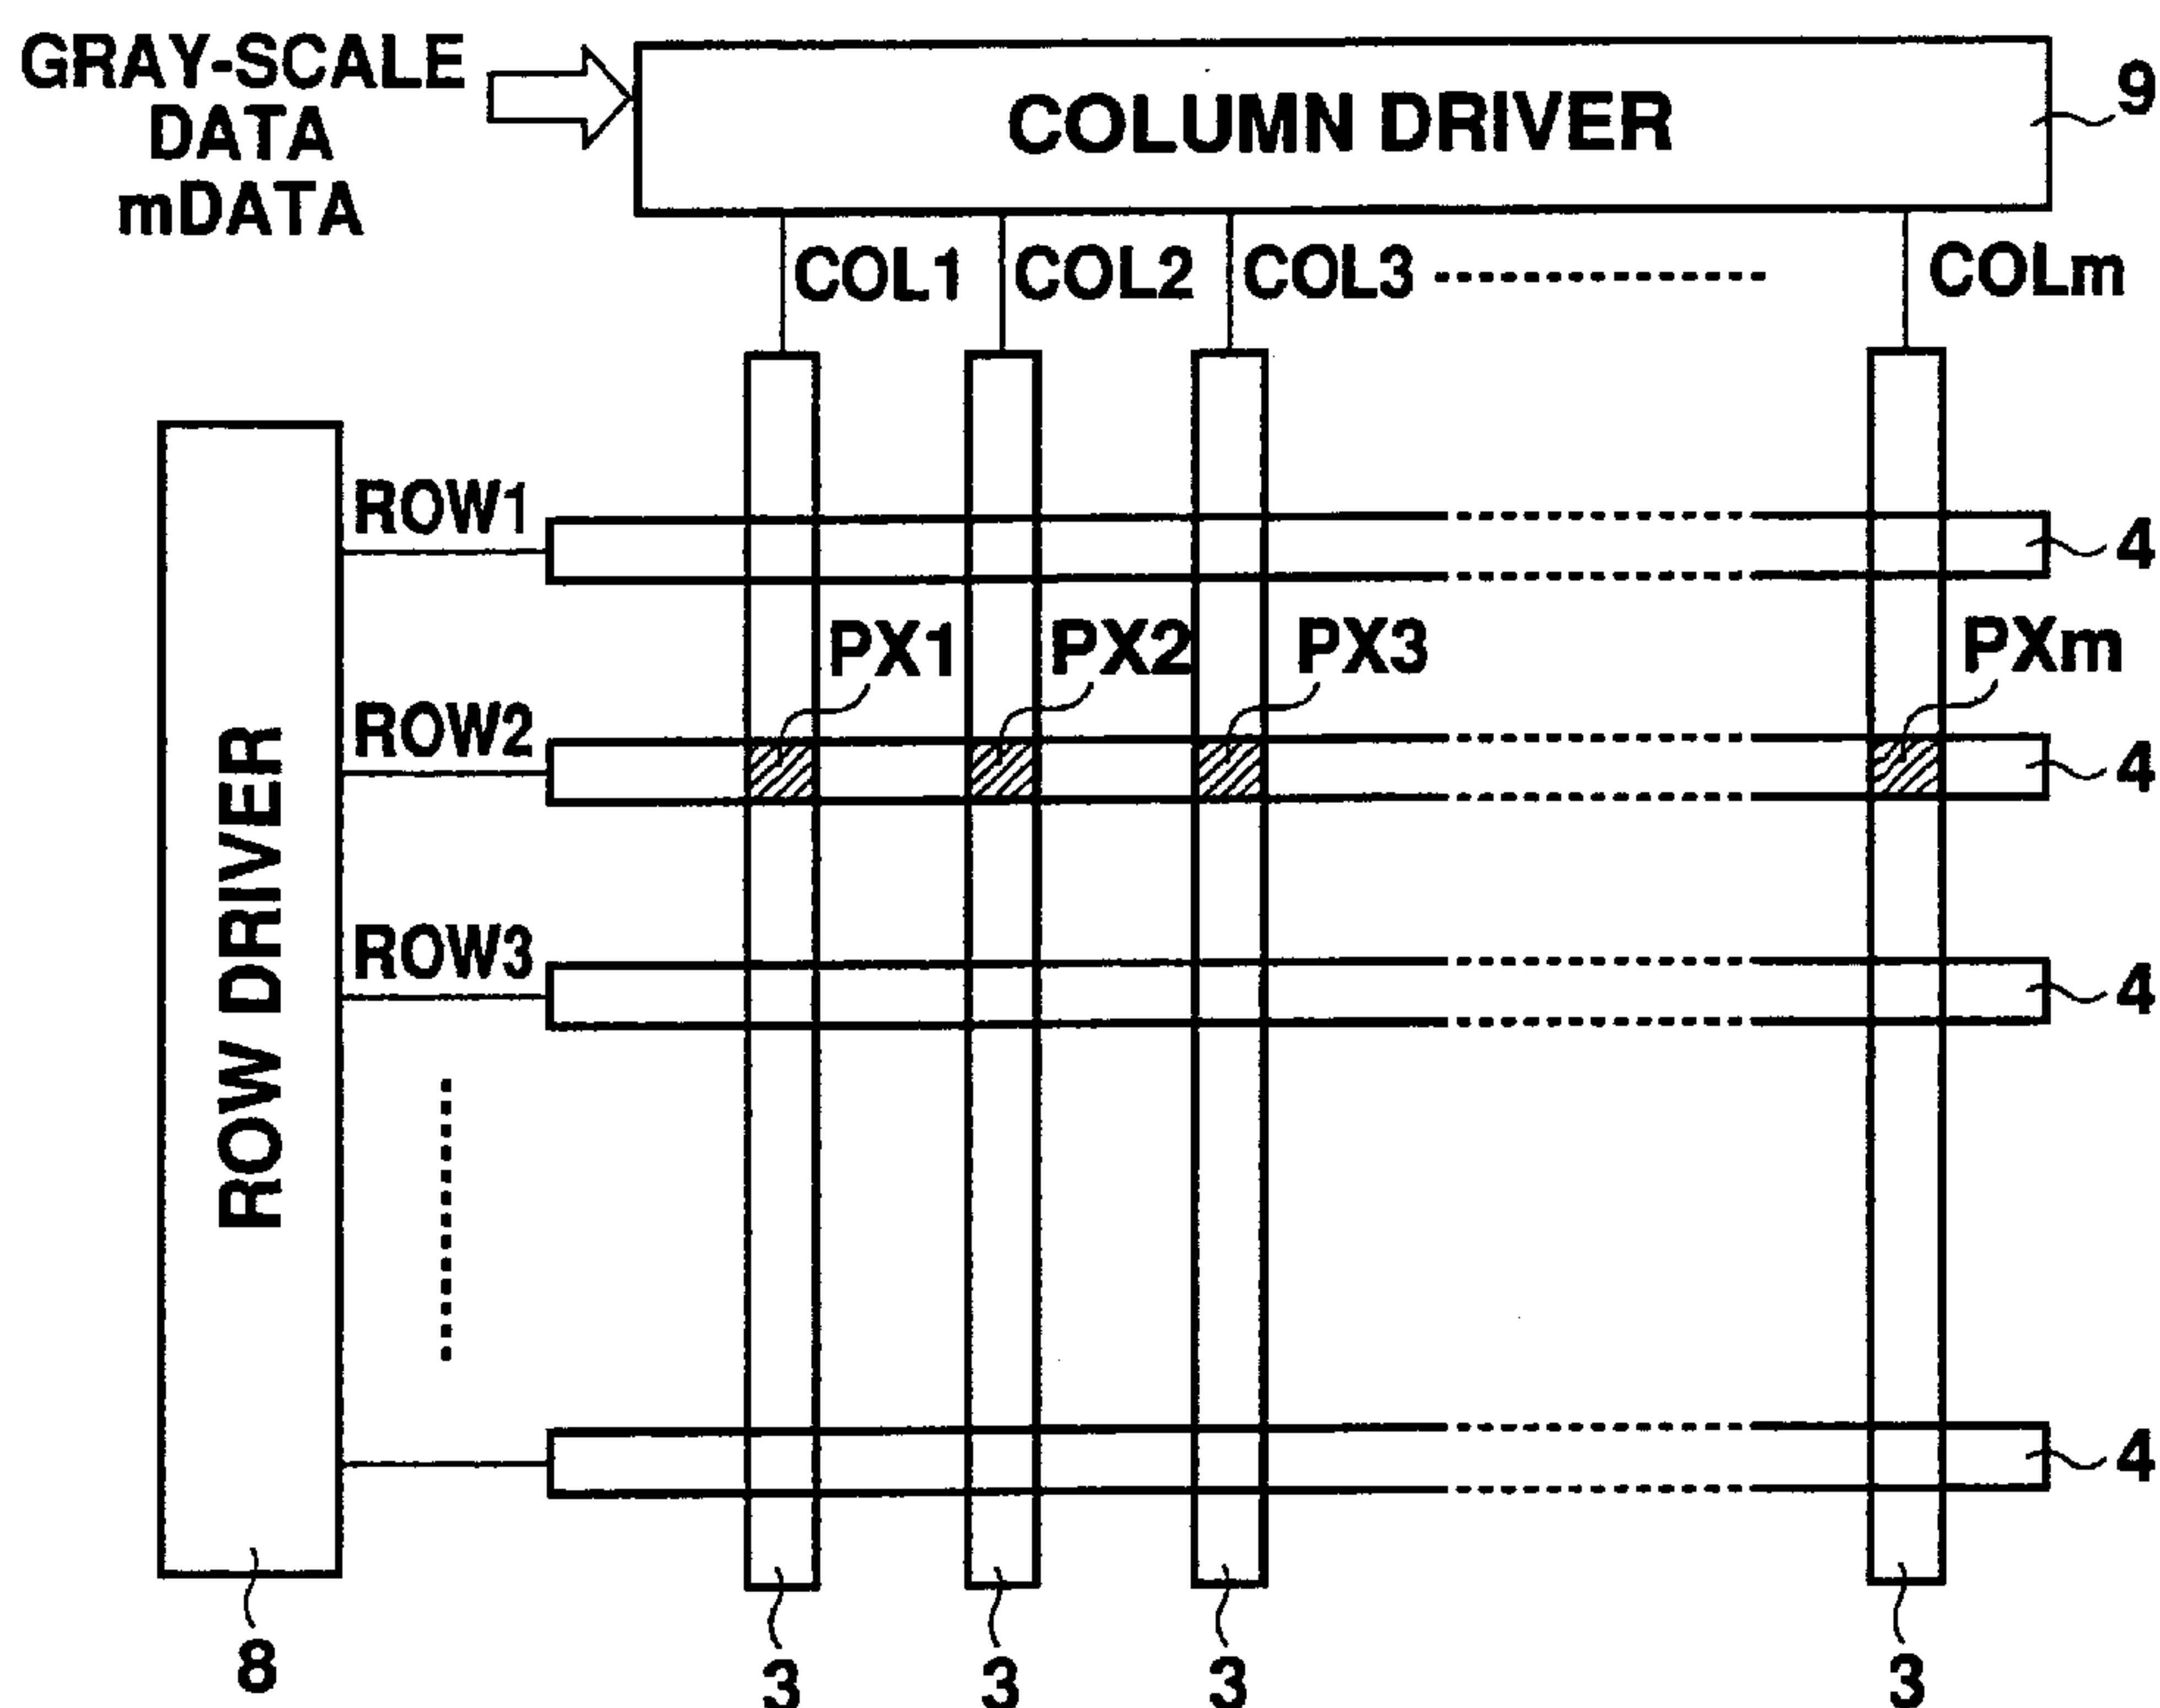 GRAY-SCALE
DATA
mDATA
COLUMN DRIVER
9
COL1 COL2 COL3 COLm
ROW1
4
PX1 PX2 PX3 PXm
ROW2
4
ROW3
4
ROW DRIVER
4
8
3 3 3 3